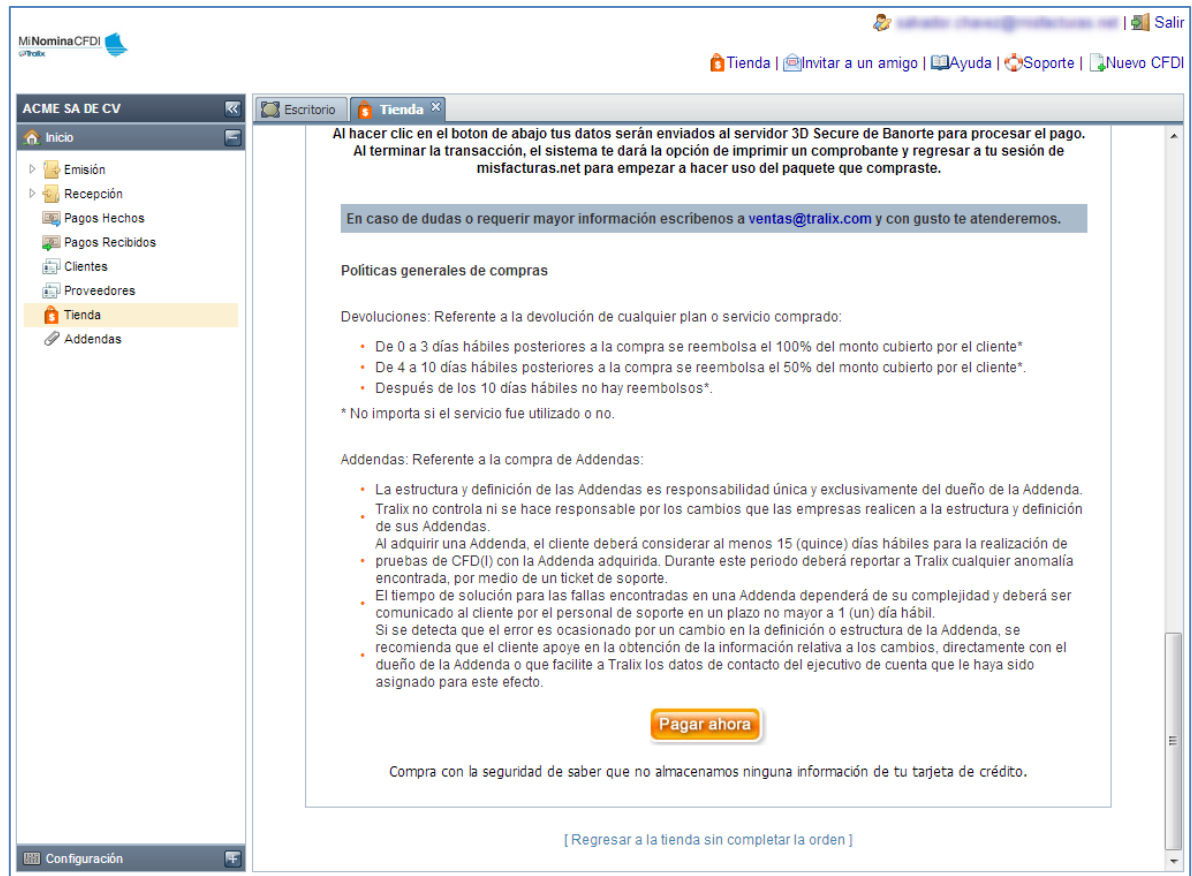 MiNominaCFDI
Tralix
| Salir
Tienda | Invitar a un amigo | Ayuda | Soporte | Nuevo CFDI
ACME SA DE CV
Inicio
Emisión
Recepción
Pagos Hechos
Pagos Recibidos
Clientes
Proveedores
Tienda
Addendas
Configuración
Escritorio
Tienda
Al hacer clic en el boton de abajo tus datos serán enviados al servidor 3D Secure de Banorte para procesar el pago.
Al terminar la transacción, el sistema te dará la opción de imprimir un comprobante y regresar a tu sesión de
misfacturas.net para empezar a hacer uso del paquete que compraste.
En caso de dudas o requerir mayor información escríbenos a ventas@tralix.com y con gusto te atenderemos.
Políticas generales de compras
Devoluciones: Referente a la devolución de cualquier plan o servicio comprado:
• De 0 a 3 días hábiles posteriores a la compra se reembolsa el 100% del monto cubierto por el cliente*
• De 4 a 10 días hábiles posteriores a la compra se reembolsa el 50% del monto cubierto por el cliente*.
• Después de los 10 días hábiles no hay reembolsos*.
* No importa si el servicio fue utilizado o no.
Addendas: Referente a la compra de Addendas:
• La estructura y definición de las Addendas es responsabilidad única y exclusivamente del dueño de la Addenda.
• Tralix no controla ni se hace responsable por los cambios que las empresas realicen a la estructura y definición
de sus Addendas.
Al adquirir una Addenda, el cliente deberá considerar al menos 15 (quince) días hábiles para la realización de
• pruebas de CFD(I) con la Addenda adquirida. Durante este periodo deberá reportar a Tralix cualquier anomalía
encontrada, por medio de un ticket de soporte.
• El tiempo de solución para las fallas encontradas en una Addenda dependerá de su complejidad y deberá ser
comunicado al cliente por el personal de soporte en un plazo no mayor a 1 (un) día hábil.
Si se detecta que el error es ocasionado por un cambio en la definición o estructura de la Addenda, se
recomienda que el cliente apoye en la obtención de la información relativa a los cambios, directamente con el
• dueño de la Addenda o que facilite a Tralix los datos de contacto del ejecutivo de cuenta que le haya sido
asignado para este efecto.
Pagar ahora
Compra con la seguridad de saber que no almacenamos ninguna información de tu tarjeta de crédito.
[ Regresar a la tienda sin completar la orden ]